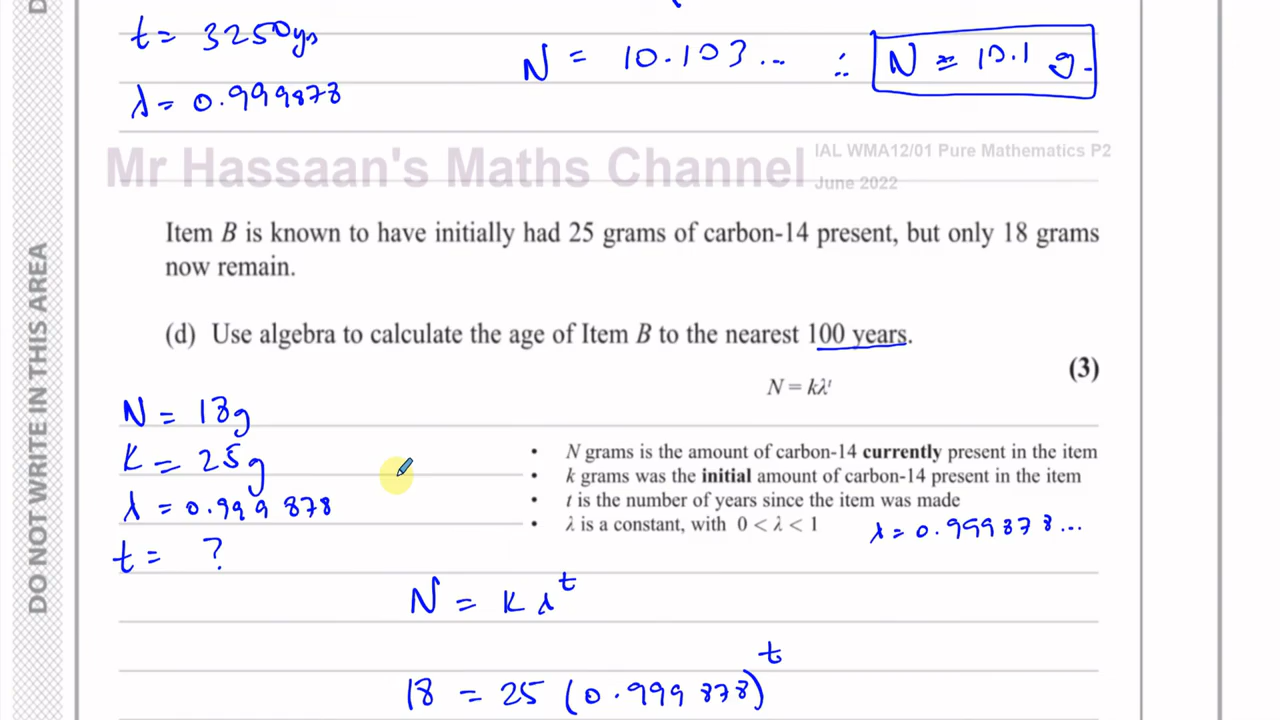 t = 3250 yrs
N = 10.103... ∴ N ≈ 10.1 g.
λ = 0.999878
Mr Hassaan's Maths Channel
IAL WMA12/01 Pure Mathematics P2
June 2022
Item B is known to have initially had 25 grams of carbon-14 present, but only 18 grams
now remain.
(d) Use algebra to calculate the age of Item B to the nearest 100 years.
(3)
N = kλᵗ
N = 18g
K = 25g
λ = 0.999878
t = ?
• N grams is the amount of carbon-14 currently present in the item
• k grams was the initial amount of carbon-14 present in the item
• t is the number of years since the item was made
• λ is a constant, with 0 < λ < 1
λ = 0.999878...
N = K λᵗ
18 = 25 (0.999878)ᵗ
DO NOT WRITE IN THIS AREA